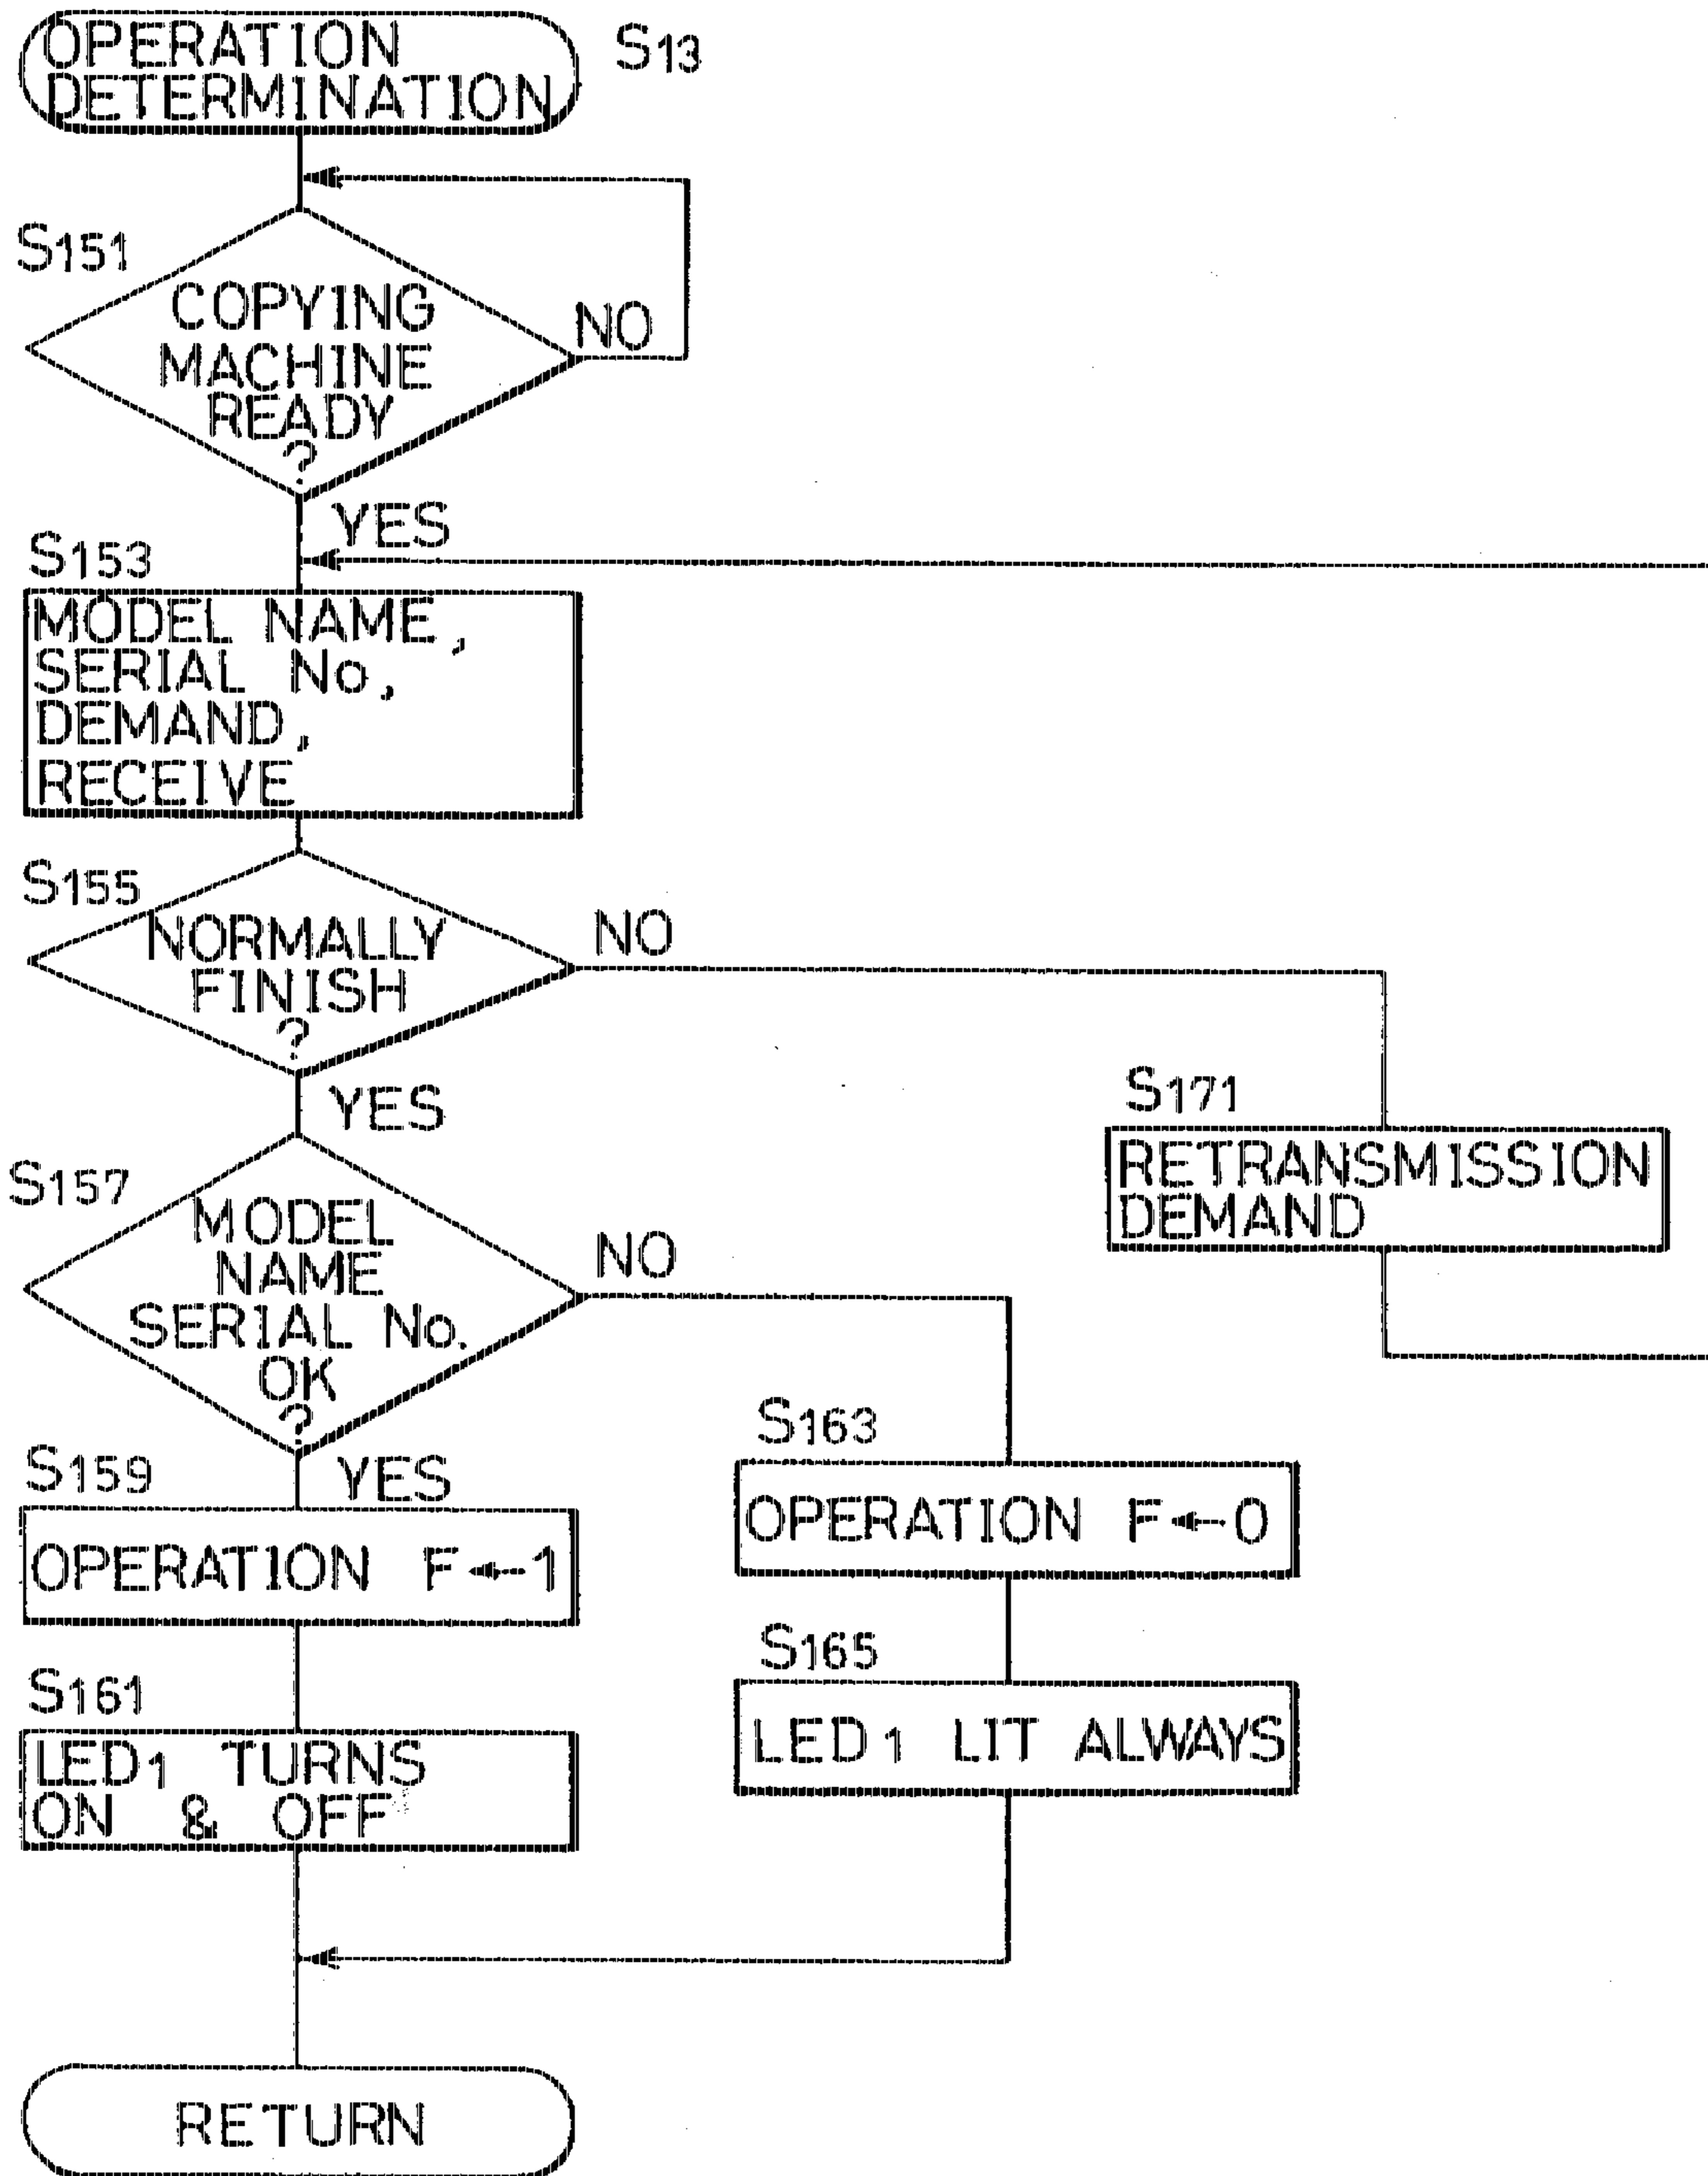 OPERATION
DETERMINATION
S13
S151
COPYING
MACHINE
READY
?
NO
YES
S153
MODEL NAME,
SERIAL No,
DEMAND,
RECEIVE
S155
NORMALLY
FINISH
?
NO
YES
S171
RETRANSMISSION
DEMAND
S157
MODEL
NAME
SERIAL No.
OK
?
NO
YES
S159
OPERATION F←1
S161
LED1 TURNS
ON & OFF
S163
OPERATION F←0
S165
LED1 LIT ALWAYS
RETURN